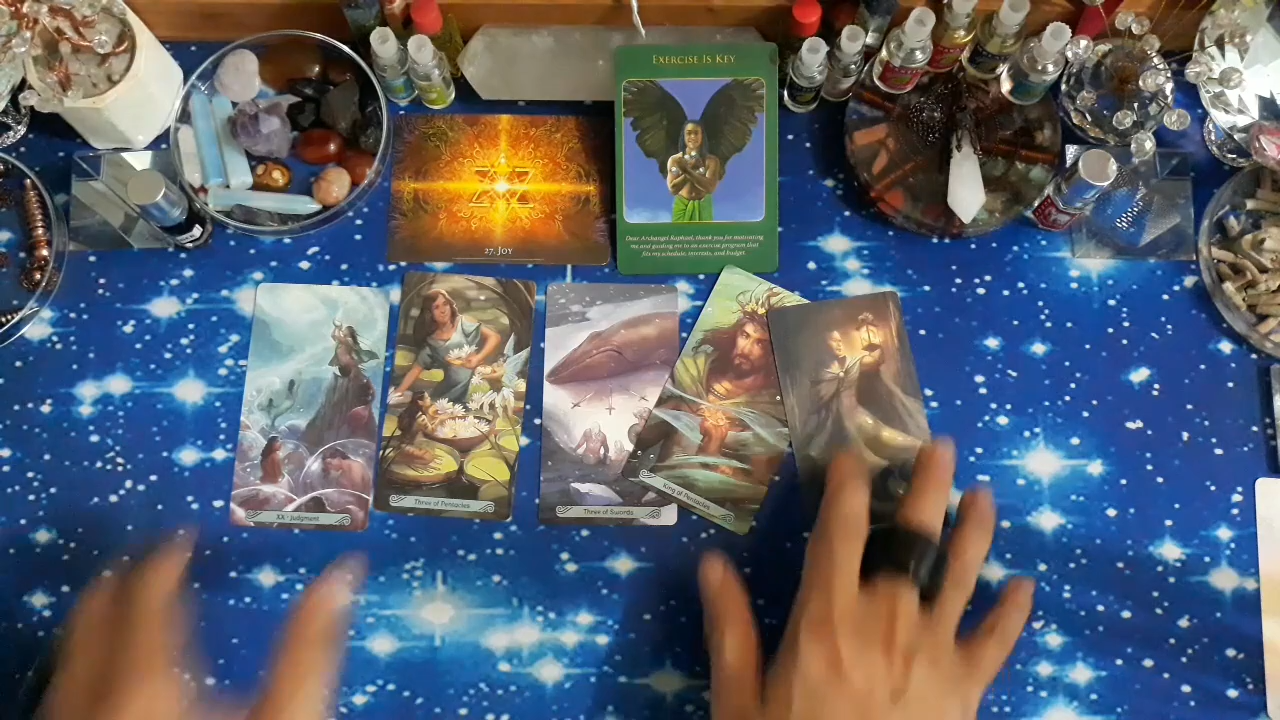 EXERCISE IS KEY
Dear Archangel Raphael, thank you for motivating
me and guiding me to an exercise program that
fits my schedule, interests, and budget.
27. JOY
XX • Judgment
Three of Pentacles
Three of Swords
King of Pentacles